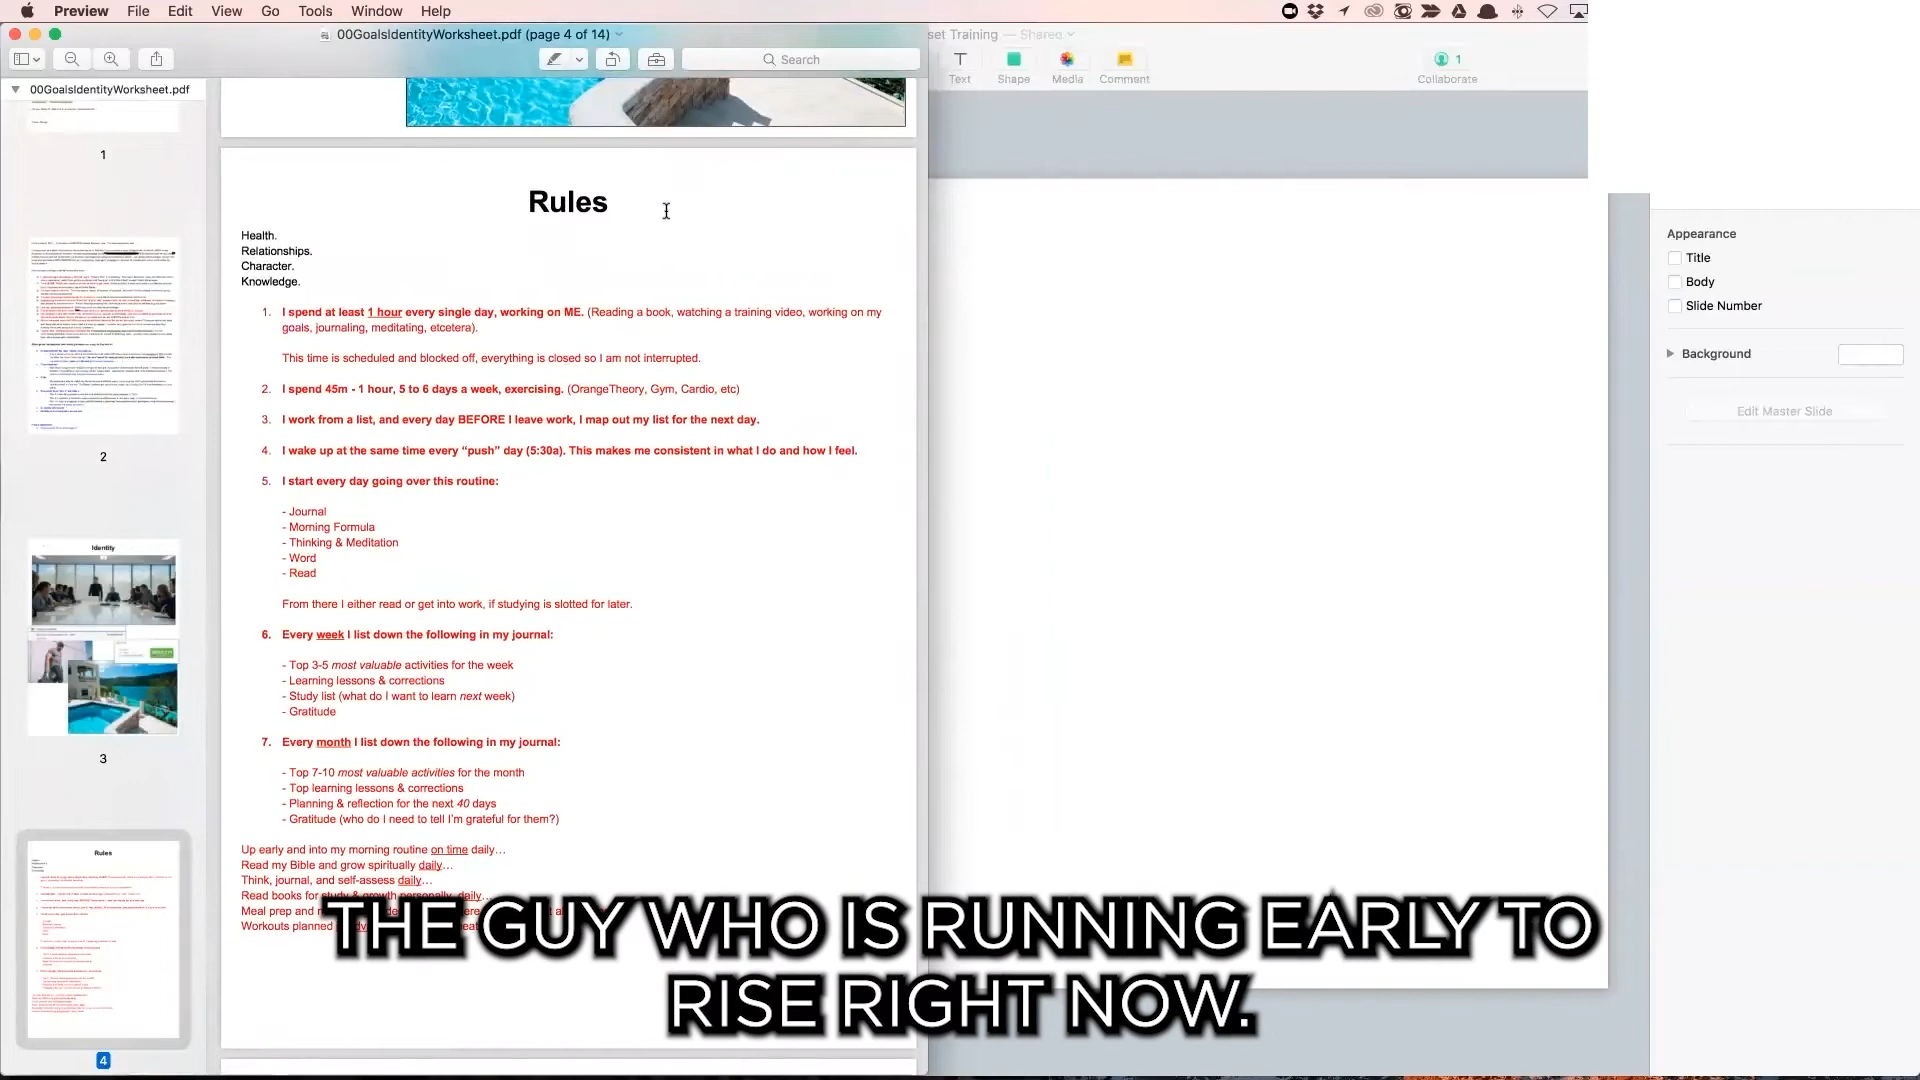 Preview File Edit View Go Tools Window Help
00GoalsIdentityWorksheet.pdf (page 4 of 14)
set Training — Shared
Search
Text Shape Media Comment
1
Collaborate
00GoalsIdentityWorksheet.pdf
1
2
Identity
3
Rules
4
Rules
Health.
Relationships.
Character.
Knowledge.
1. I spend at least 1 hour every single day, working on ME. (Reading a book, watching a training video, working on my
goals, journaling, meditating, etcetera).
This time is scheduled and blocked off, everything is closed so I am not interrupted.
2. I spend 45m - 1 hour, 5 to 6 days a week, exercising. (OrangeTheory, Gym, Cardio, etc)
3. I work from a list, and every day BEFORE I leave work, I map out my list for the next day.
4. I wake up at the same time every “push” day (5:30a). This makes me consistent in what I do and how I feel.
5. I start every day going over this routine:
- Journal
- Morning Formula
- Thinking & Meditation
- Word
- Read
From there I either read or get into work, if studying is slotted for later.
6. Every week I list down the following in my journal:
- Top 3-5 most valuable activities for the week
- Learning lessons & corrections
- Study list (what do I want to learn next week)
- Gratitude
7. Every month I list down the following in my journal:
- Top 7-10 most valuable activities for the month
- Top learning lessons & corrections
- Planning & reflection for the next 40 days
- Gratitude (who do I need to tell I'm grateful for them?)
Up early and into my morning routine on time daily…
Read my Bible and grow spiritually daily…
Think, journal, and self-assess daily…
Read books for study & growth personally, daily…
Meal prep and
Workouts planned
THE GUY WHO IS RUNNING EARLY TO
RISE RIGHT NOW.
Appearance
Title
Body
Slide Number
Background
Edit Master Slide